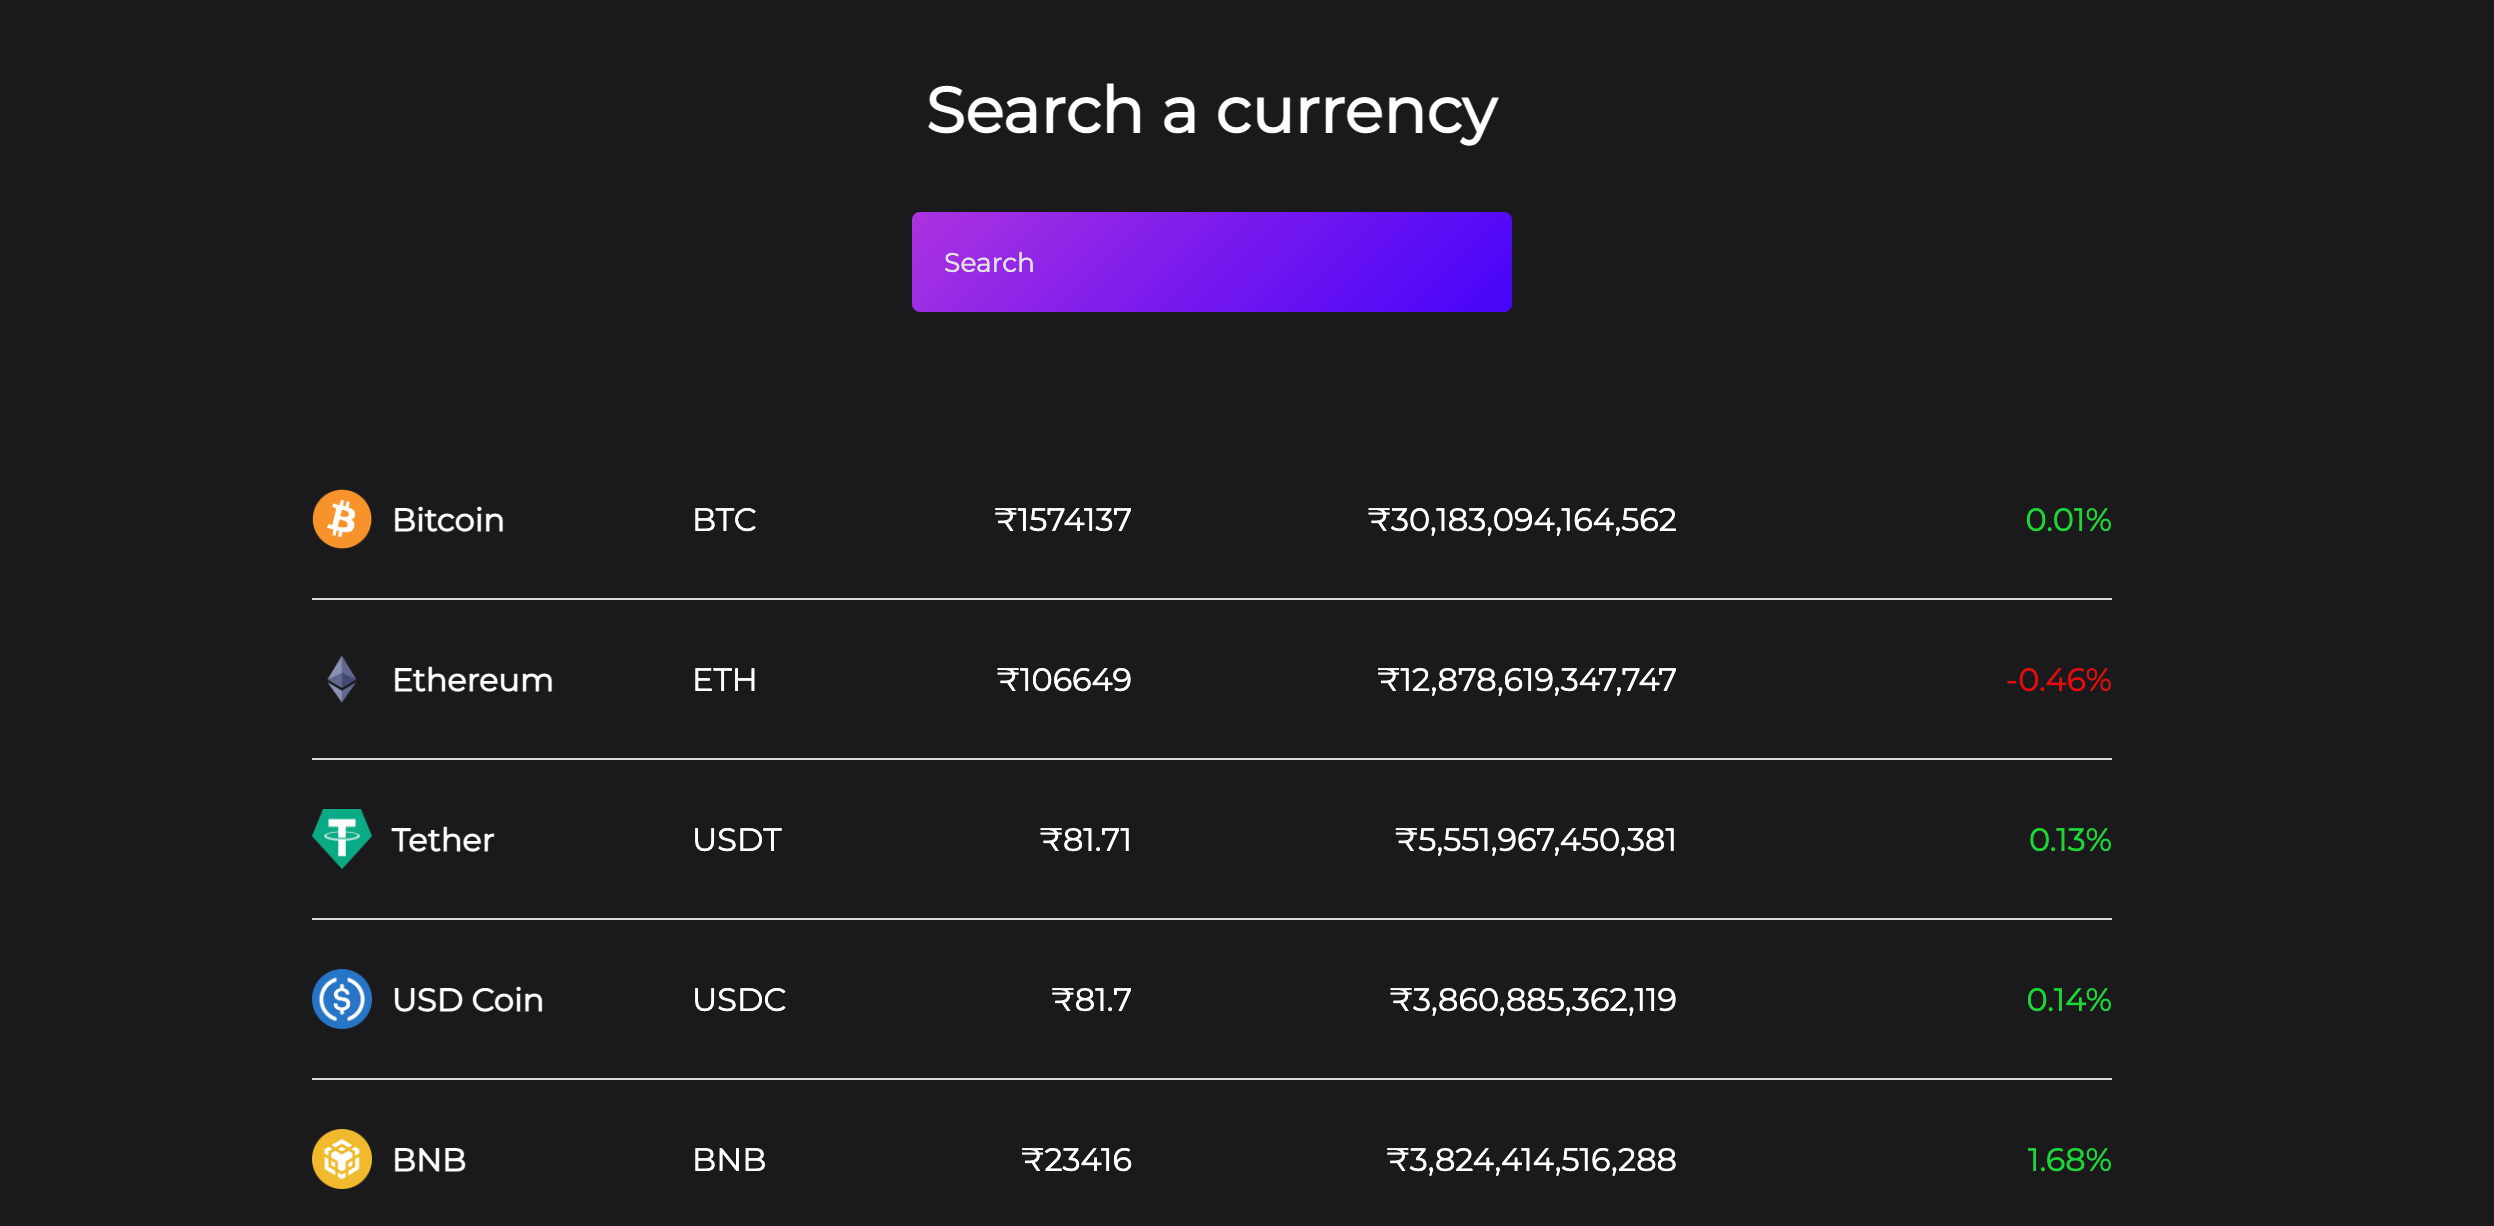 Search a currency
Search
Bitcoin BTC ₹1574137 ₹30,183,094,164,562 0.01%
Ethereum ETH ₹106649 ₹12,878,619,347,747 -0.46%
Tether USDT ₹81.71 ₹5,551,967,450,381 0.13%
USD Coin USDC ₹81.7 ₹3,860,885,362,119 0.14%
BNB BNB ₹23416 ₹3,824,414,516,288 1.68%